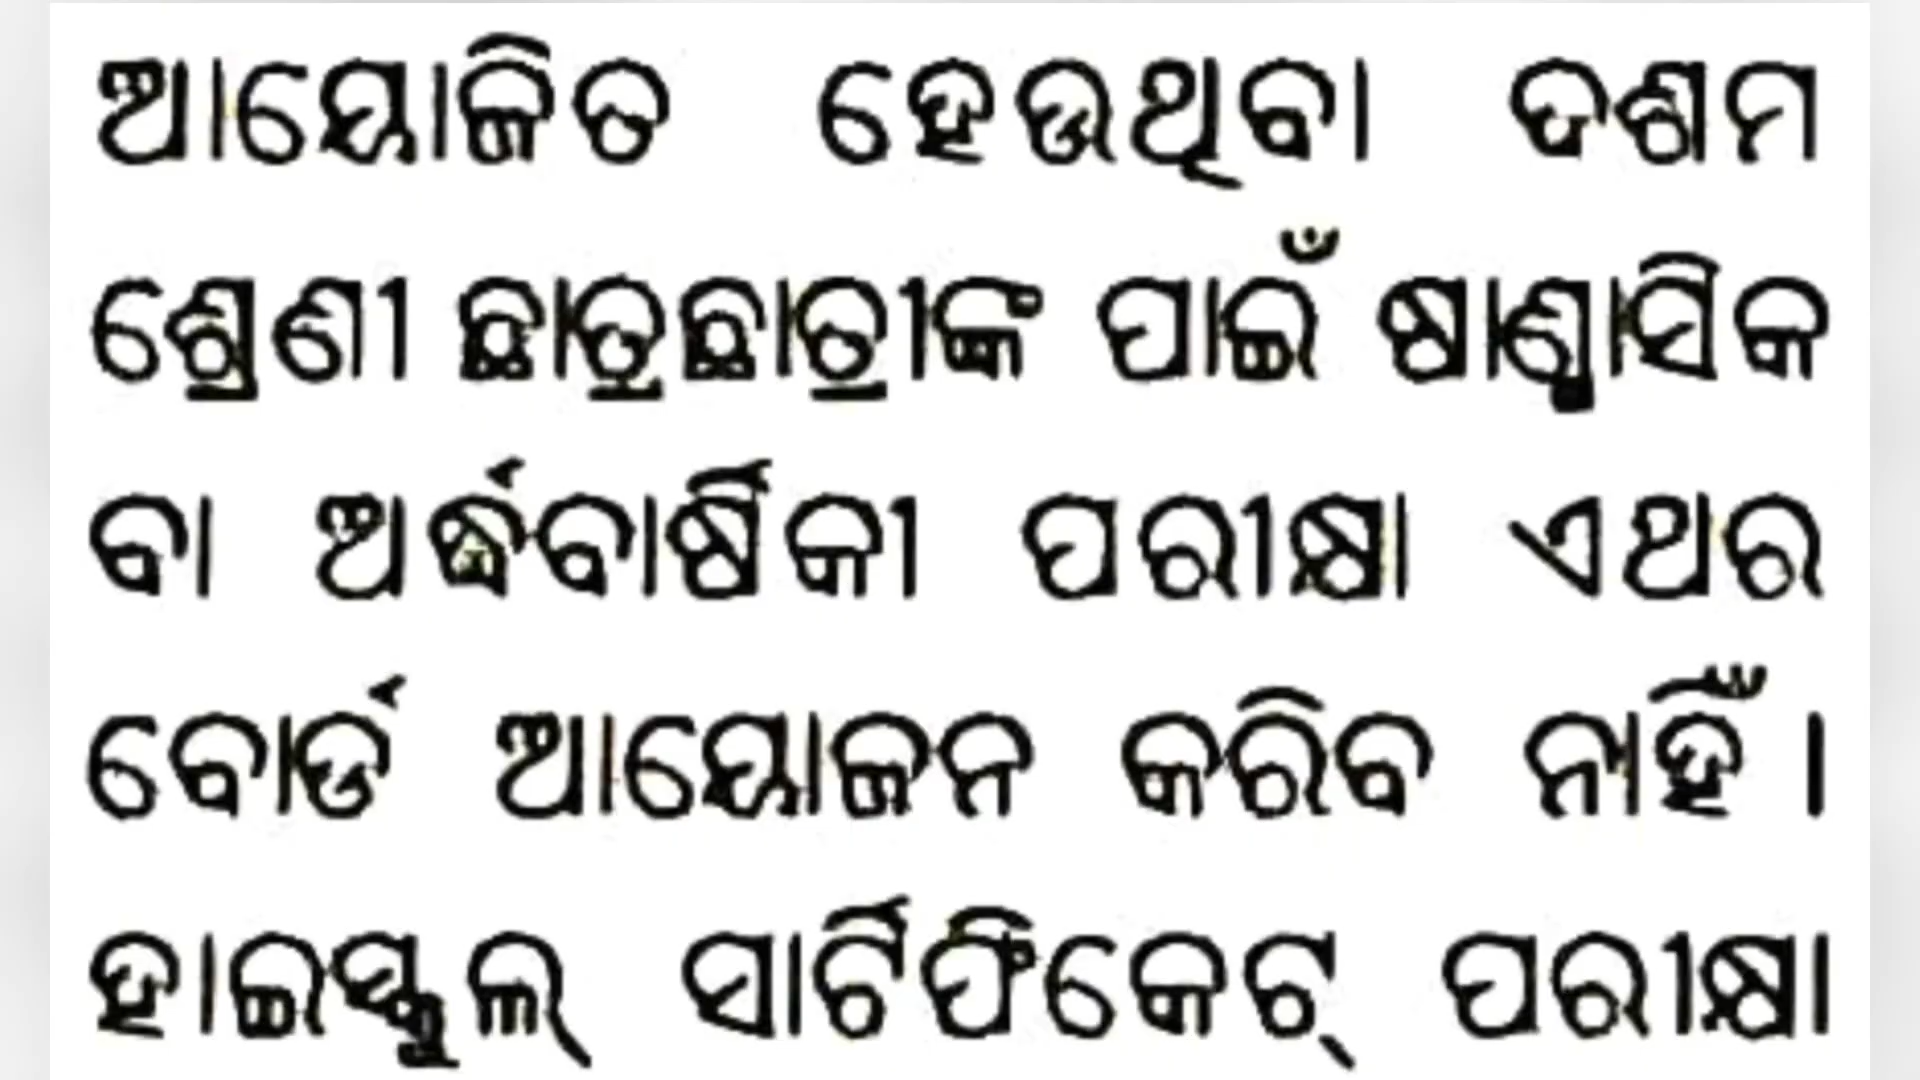 ଆୟୋଜିତ ହେଉଥିବା ଦଶମ
ଶ୍ରେଣୀ ଛାତ୍ରଛାତ୍ରୀଙ୍କ ପାଇଁ ଷାଣ୍ମାସିକ
ବା ଅର୍ଦ୍ଧବାର୍ଷିକୀ ପରୀକ୍ଷା ଏଥର
ବୋର୍ଡ ଆୟୋଜନ କରିବ ନାହିଁ ।
ହାଇସ୍କୁଲ୍ ସାର୍ଟିଫିକେଟ୍ ପରୀକ୍ଷା